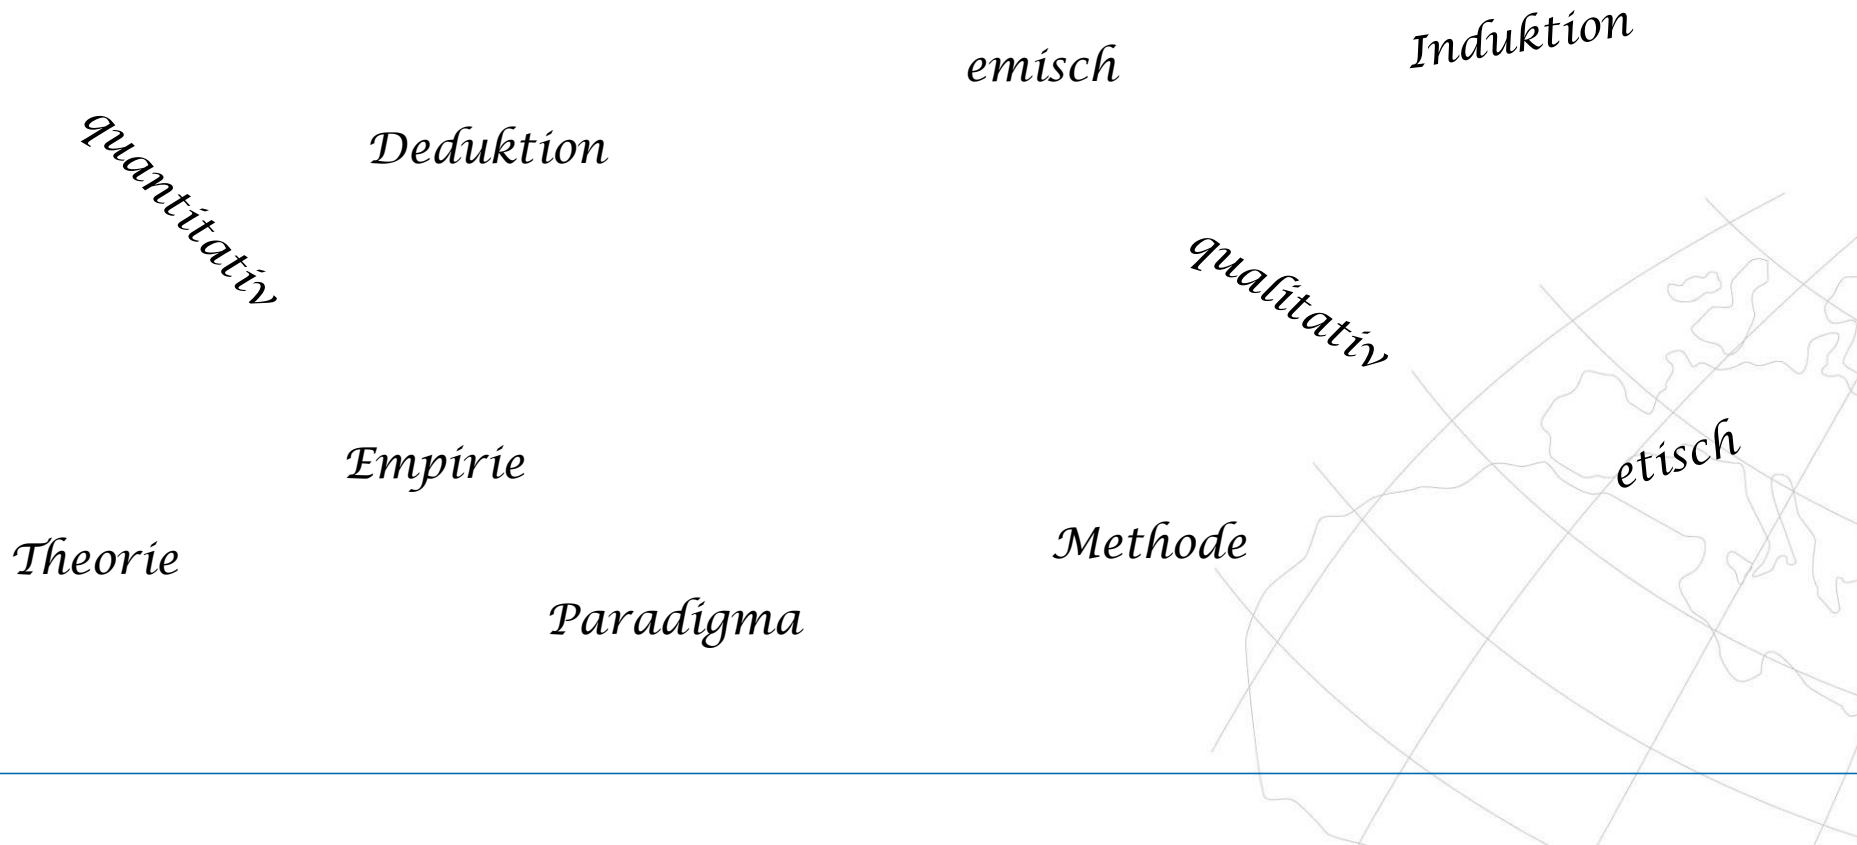 Induktion
emisch
quantitativ
Deduktion
qualitativ
Empirie
etisch
Theorie
Methode
Paradigma